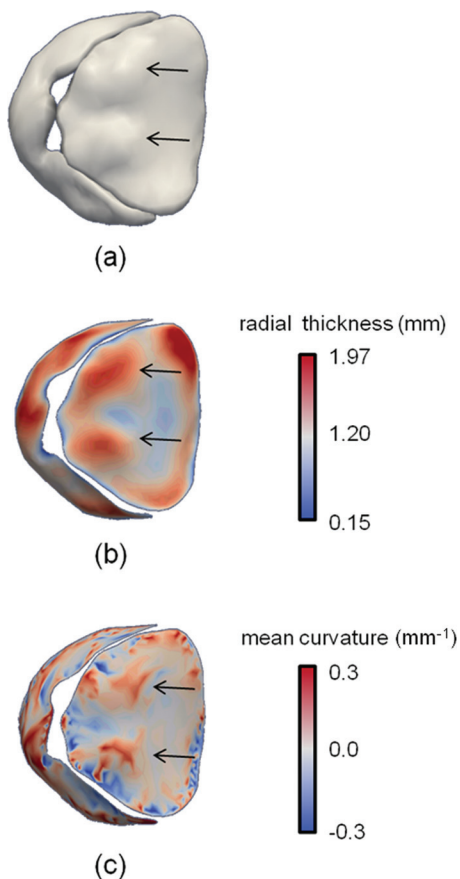 (a)
radial thickness (mm)
1.97
1.20
0.15
(b)
mean curvature (mm-1)
0.3
0.0
-0.3
(c)